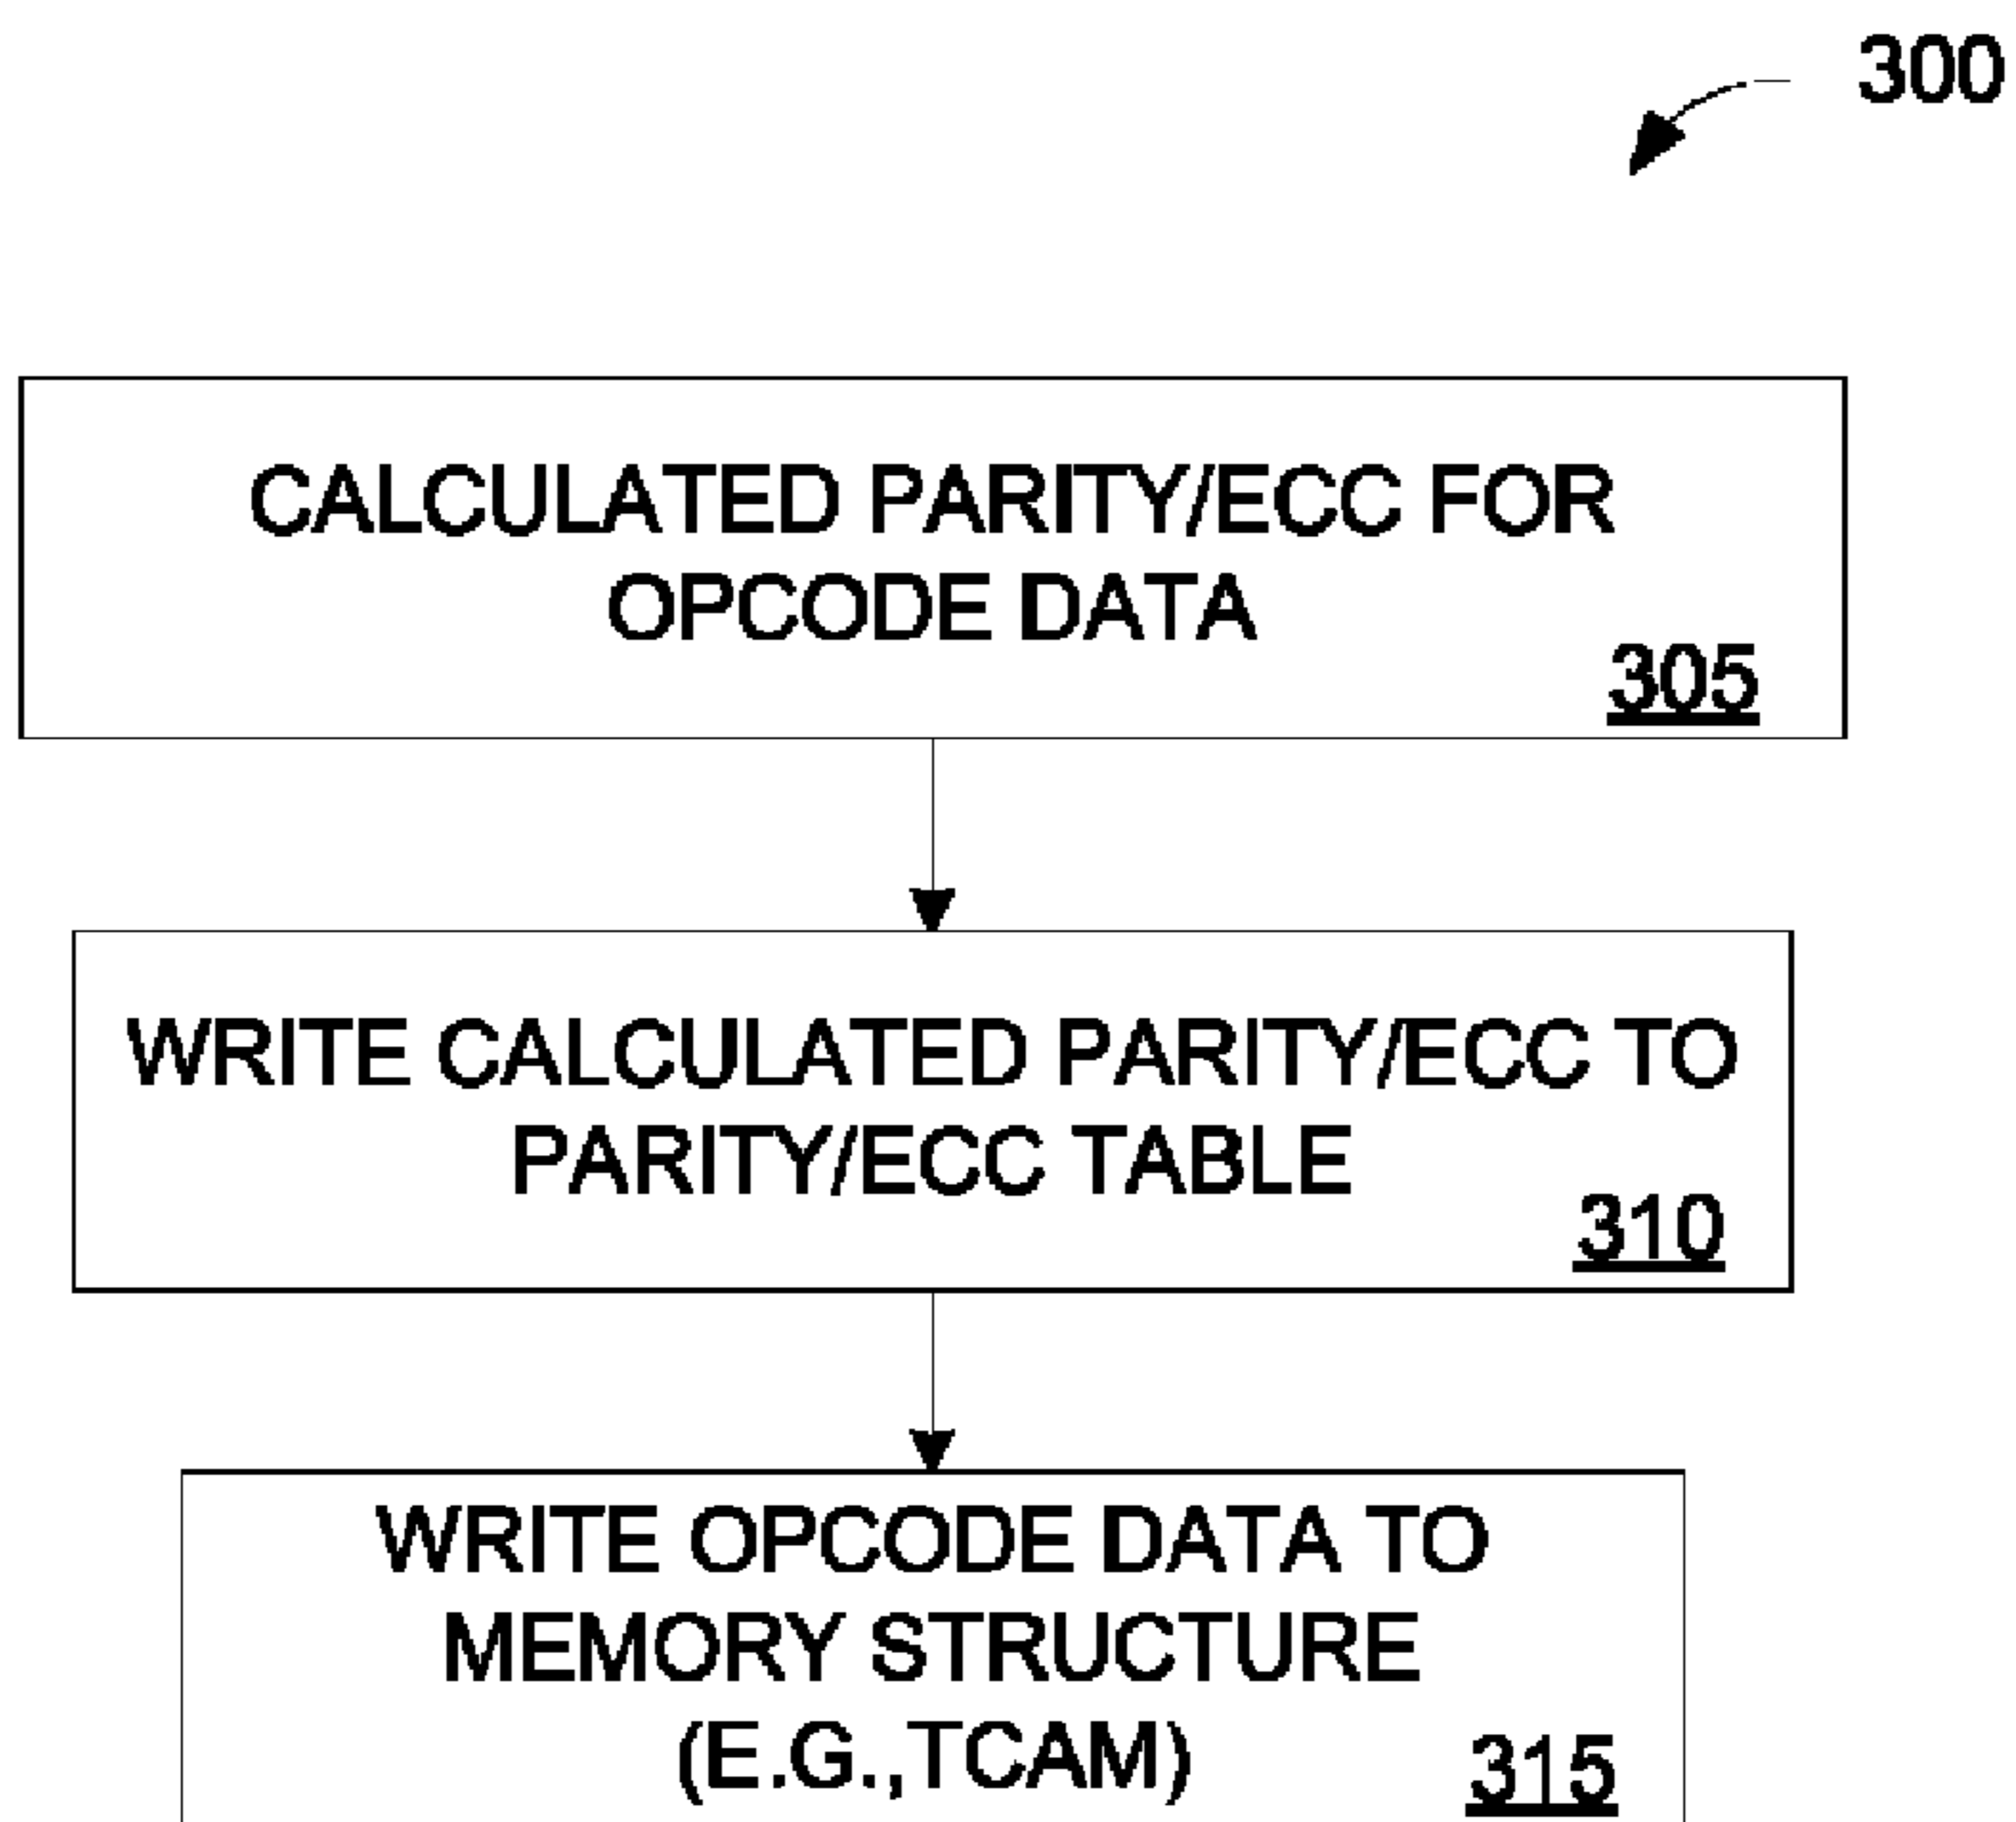 300
CALCULATED PARITY/ECC FOR
OPCODE DATA
305
WRITE CALCULATED PARITY/ECC TO
PARITY/ECC TABLE
310
WRITE OPCODE DATA TO
MEMORY STRUCTURE
(E.G.,TCAM)
315